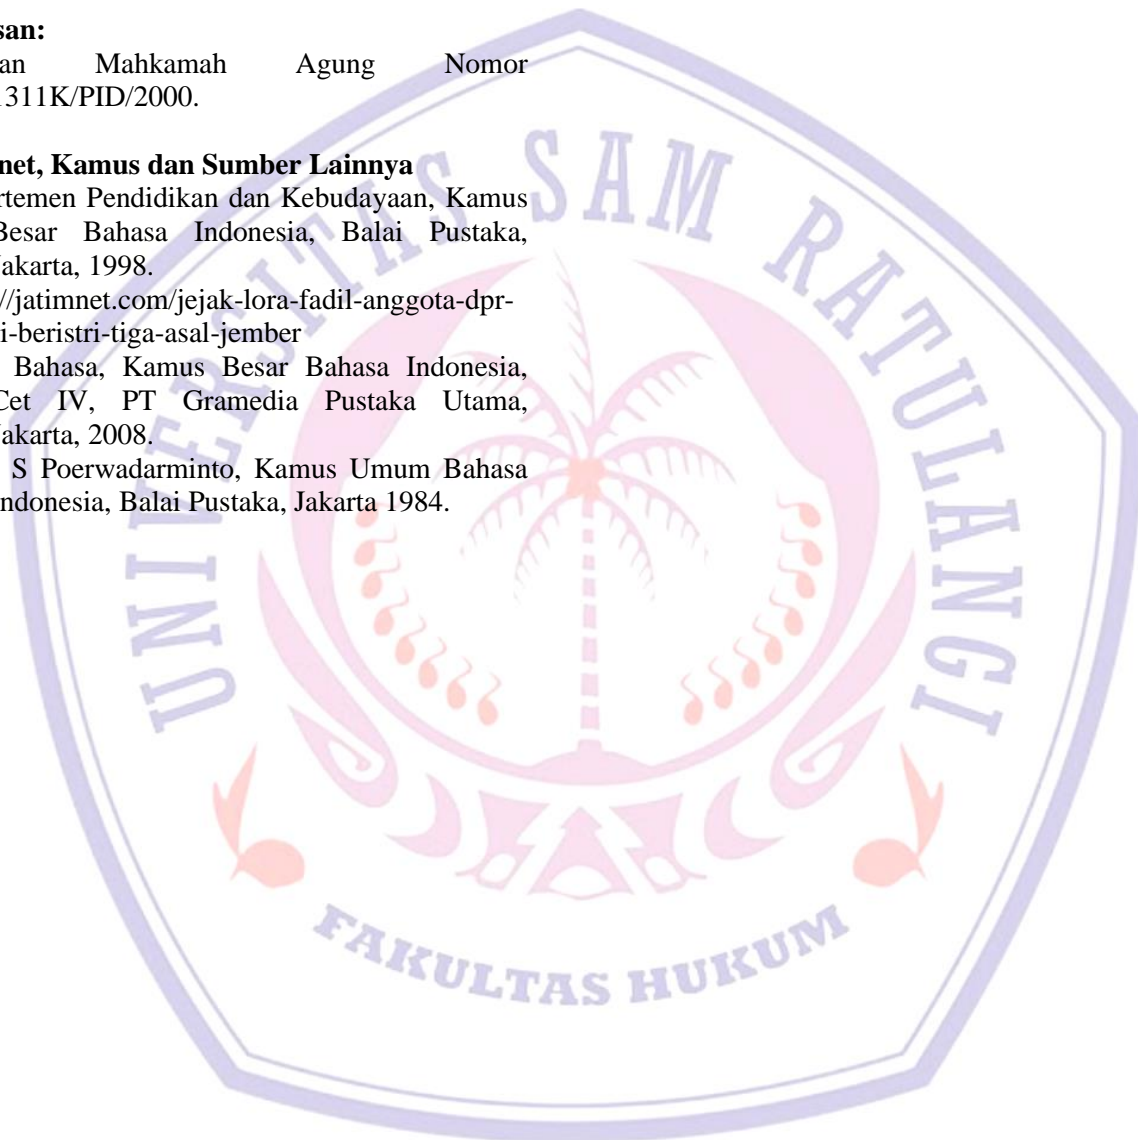 san:
an Mahkamah Agung Nomor
1311K/PID/2000.
net, Kamus dan Sumber Lainnya
rtemen Pendidikan dan Kebudayaan, Kamus
Besar Bahasa Indonesia, Balai Pustaka,
Jakarta, 1998.
://jatimnet.com/jejak-lora-fadil-anggota-dpr-
i-beristri-tiga-asal-jember
Bahasa, Kamus Besar Bahasa Indonesia,
Cet IV, PT Gramedia Pustaka Utama,
Jakarta, 2008.
S Poerwadarminto, Kamus Umum Bahasa
Indonesia, Balai Pustaka, Jakarta 1984.
UNIVERSITAS SAM RATULANGI
FAKULTAS HUKUM